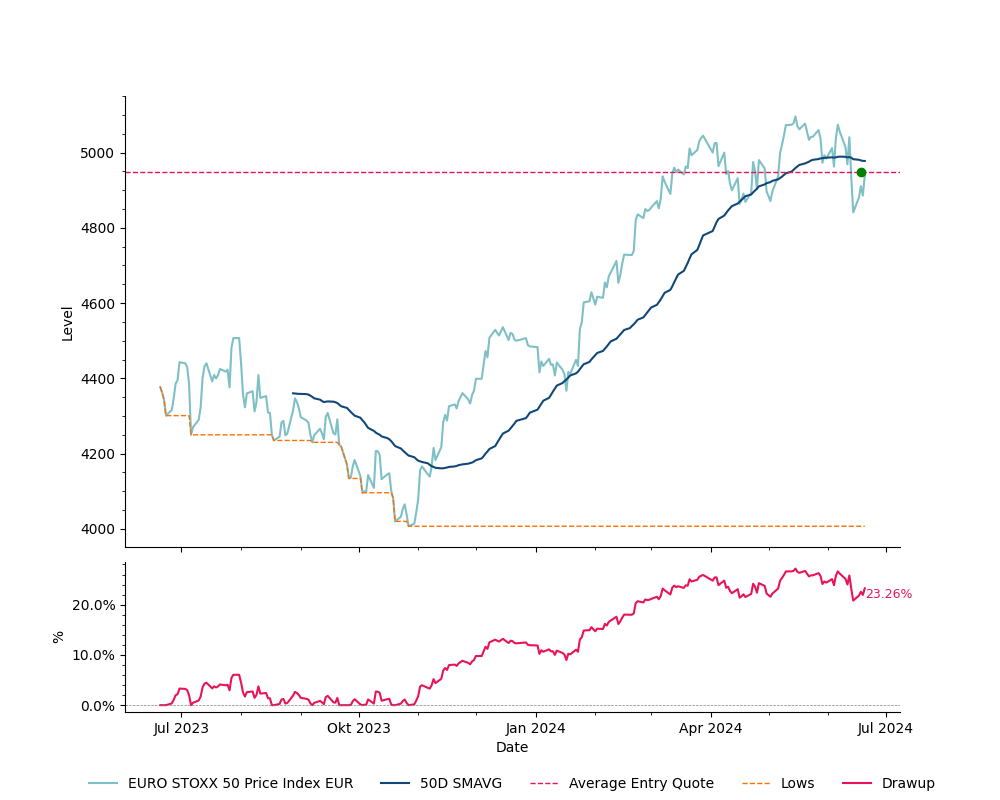 5000
4800
4600
4400
4200
4000
Level
20.0%
10.0%
0.0%
%
23.26%
Jul 2023 Okt 2023 Jan 2024 Apr 2024 Jul 2024
Date
EURO STOXX 50 Price Index EUR 50D SMAVG Average Entry Quote Lows Drawup